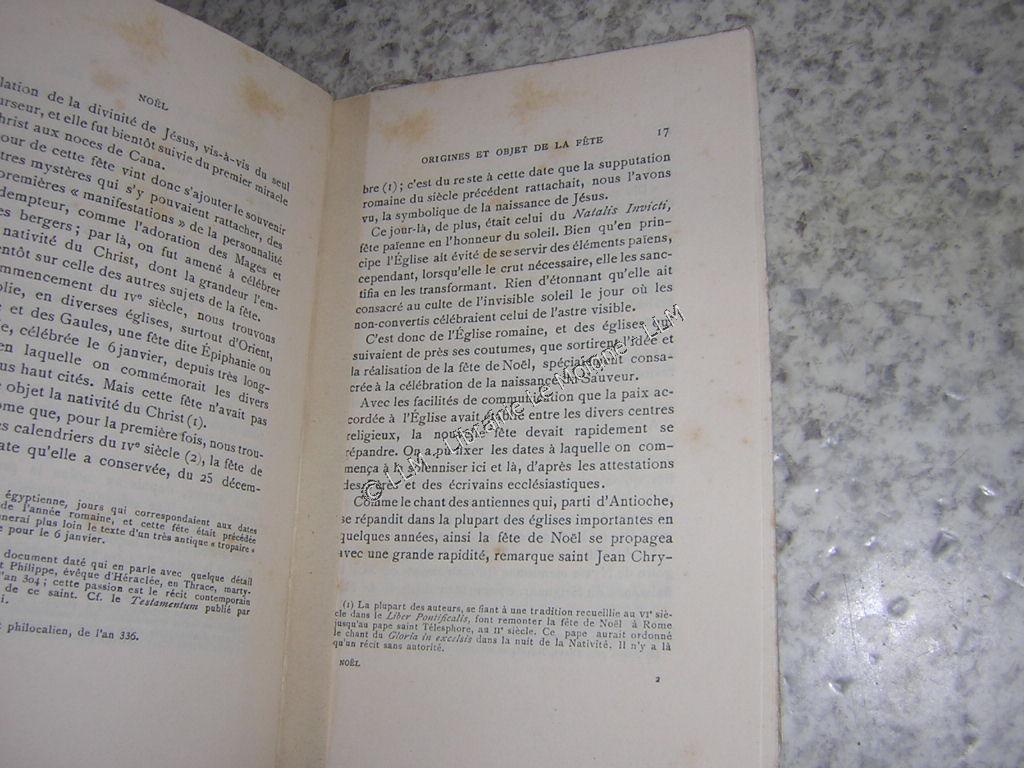 NOËL
lation de la divinité de Jésus, vis-à-vis du seul
urseur, et elle fut bientôt suivie du premier miracle
hrist aux noces de Cana.
our de cette fête vint donc s'ajouter le souvenir
tres mystères qui s'y pouvaient rattacher, des
premières « manifestations » de la personnalité
dempteur, comme l'adoration des Mages et
es bergers ; par là, on fut amené à célébrer
nativité du Christ, dont la grandeur l'em-
entôt sur celle des autres sujets de la fête.
mmencement du IVe siècle, nous trouvons
olie, en diverses églises, surtout d'Orient,
e et des Gaules, une fête dite Épiphanie ou
ie, célébrée le 6 janvier, depuis très long-
en laquelle on commémorait les divers
us haut cités. Mais cette fête n'avait pas
e objet la nativité du Christ (1).
ome que, pour la première fois, nous trou-
es calendriers du IVe siècle (2), la fête de
ate qu'elle a conservée, du 25 décem-
égyptienne, jours qui correspondaient aux dates
de l'année romaine, et cette fête était précédée
nnerai plus loin le texte d'un très antique « tropaire »
e pour le 6 janvier.
document daté qui en parle avec quelque détail
t Philippe, évêque d'Héraclée, en Thrace, marty-
l'an 304 ; cette passion est le récit contemporain
de ce saint. Cf. le Testamentum publié par
i.
t philocalien, de l'an 336.
ORIGINES ET OBJET DE LA FÊTE 17
bre (1) ; c'est du reste à cette date que la supputation
romaine du siècle précédent rattachait, nous l'avons
vu, la symbolique de la naissance de Jésus.
Ce jour-là, de plus, était celui du Natalis Invicti,
fête païenne en l'honneur du soleil. Bien qu'en prin-
cipe l'Église ait évité de se servir des éléments païens,
cependant, lorsqu'elle le crut nécessaire, elle les sanc-
tifia en les transformant. Rien d'étonnant qu'elle ait
consacré au culte de l'invisible soleil le jour où les
non-convertis célébraient celui de l'astre visible.
C'est donc de l'Église romaine, et des églises qui
suivaient de près ses coutumes, que sortirent l'idée et
la réalisation de la fête de Noël, spécialement consa-
crée à la célébration de la naissance du Sauveur.
Avec les facilités de communication que la paix ac-
cordée à l'Église avait établie entre les divers centres
religieux, la nouvelle fête devait rapidement se
répandre. On a pu fixer les dates à laquelle on com-
mença à la solenniser ici et là, d'après les attestations
des Pères et des écrivains ecclésiastiques.
Comme le chant des antiennes qui, parti d'Antioche,
se répandit dans la plupart des églises importantes en
quelques années, ainsi la fête de Noël se propagea
avec une grande rapidité, remarque saint Jean Chry-
(1) La plupart des auteurs, se fiant à une tradition recueillie au VIe siè-
cle dans le Liber Pontificalis, font remonter la fête de Noël à Rome
jusqu'au pape saint Télesphore, au IIe siècle. Ce pape aurait ordonné
le chant du Gloria in excelsis dans la nuit de la Nativité. Il n'y a là
qu'un récit sans autorité.
NOËL
2
© LLM - Librairie Le Moigne - LLM